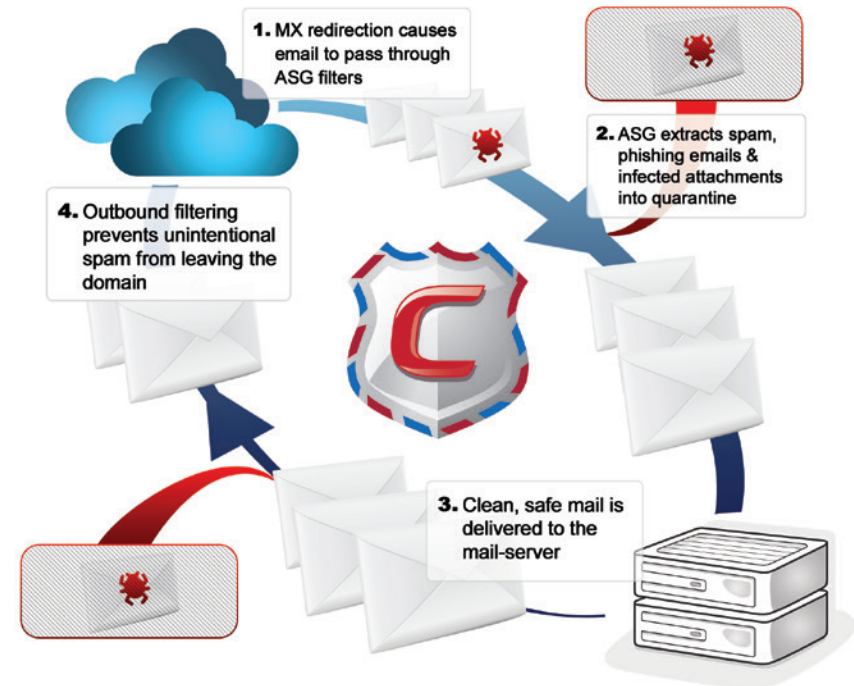 1. MX redirection causes
email to pass through
ASG filters
2. ASG extracts spam,
phishing emails &
infected attachments
into quarantine
4. Outbound filtering
prevents unintentional
spam from leaving the
domain
C
3. Clean, safe mail is
delivered to the
mail-server